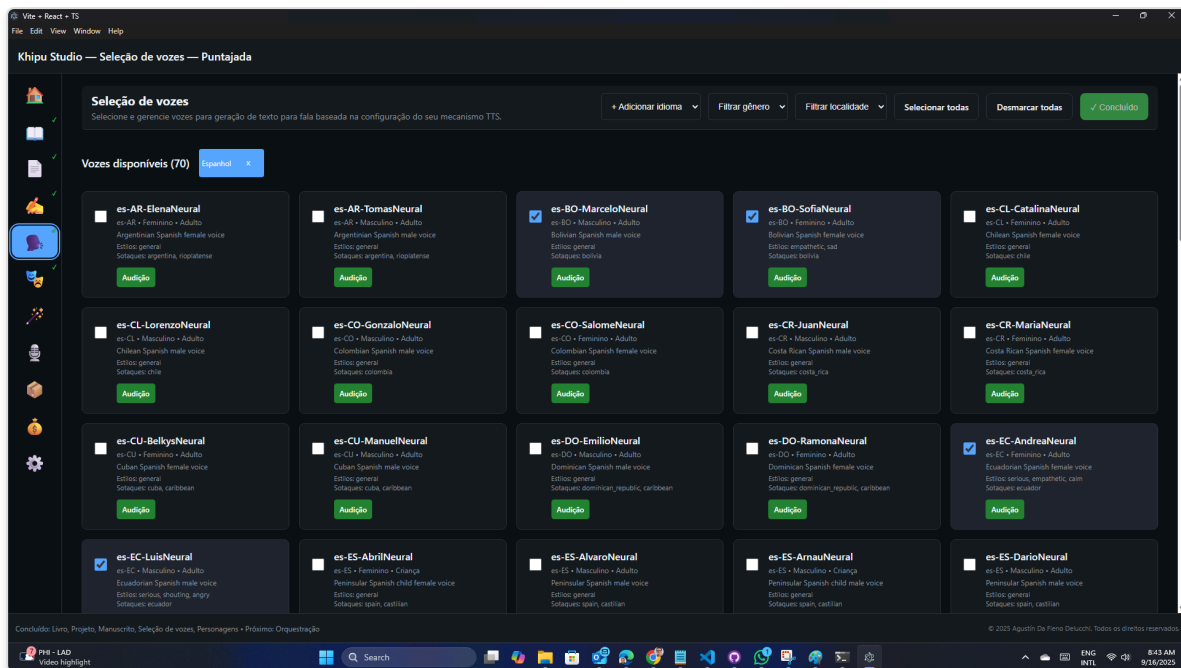 Vite + React + TS
File Edit View Window Help
Khipu Studio — Seleção de vozes — Puntajada
Seleção de vozes
Selecione e gerencie vozes para geração de texto para fala baseada na configuração do seu mecanismo TTS.
+ Adicionar idioma
Filtrar gênero
Filtrar localidade
Selecionar todas
Desmarcar todas
✓ Concluído
Vozes disponíveis (70)
Espanhol x
es-AR-ElenaNeural
es-AR • Feminino • Adulto
Argentinian Spanish female voice
Estilos: general
Sotaques: argentina, rioplatense
Audição
es-AR-TomasNeural
es-AR • Masculino • Adulto
Argentinian Spanish male voice
Estilos: general
Sotaques: argentina, rioplatense
Audição
es-BO-MarceloNeural
es-BO • Masculino • Adulto
Bolivian Spanish male voice
Estilos: general
Sotaques: bolivia
Audição
es-BO-SofiaNeural
es-BO • Feminino • Adulto
Bolivian Spanish female voice
Estilos: empathetic, sad
Sotaques: bolivia
Audição
es-CL-CatalinaNeural
es-CL • Feminino • Adulto
Chilean Spanish female voice
Estilos: general
Sotaques: chile
Audição
es-CL-LorenzoNeural
es-CL • Masculino • Adulto
Chilean Spanish male voice
Estilos: general
Sotaques: chile
Audição
es-CO-GonzaloNeural
es-CO • Masculino • Adulto
Colombian Spanish male voice
Estilos: general
Sotaques: colombia
Audição
es-CO-SalomeNeural
es-CO • Feminino • Adulto
Colombian Spanish female voice
Estilos: general
Sotaques: colombia
Audição
es-CR-JuanNeural
es-CR • Masculino • Adulto
Costa Rican Spanish male voice
Estilos: general
Sotaques: costa_rica
Audição
es-CR-MariaNeural
es-CR • Feminino • Adulto
Costa Rican Spanish female voice
Estilos: general
Sotaques: costa_rica
Audição
es-CU-BelkysNeural
es-CU • Feminino • Adulto
Cuban Spanish female voice
Estilos: general
Sotaques: cuba, caribbean
Audição
es-CU-ManuelNeural
es-CU • Masculino • Adulto
Cuban Spanish male voice
Estilos: general
Sotaques: cuba, caribbean
Audição
es-DO-EmilioNeural
es-DO • Masculino • Adulto
Dominican Spanish male voice
Estilos: general
Sotaques: dominican_republic, caribbean
Audição
es-DO-RamonaNeural
es-DO • Feminino • Adulto
Dominican Spanish female voice
Estilos: general
Sotaques: dominican_republic, caribbean
Audição
es-EC-AndreaNeural
es-EC • Feminino • Adulto
Ecuadorian Spanish female voice
Estilos: serious, empathetic, calm
Sotaques: ecuador
Audição
es-EC-LuisNeural
es-EC • Masculino • Adulto
Ecuadorian Spanish male voice
Estilos: serious, shouting, angry
Sotaques: ecuador
es-ES-AbrilNeural
es-ES • Feminino • Criança
Peninsular Spanish child female voice
Estilos: general
Sotaques: spain, castilian
es-ES-AlvaroNeural
es-ES • Masculino • Adulto
Peninsular Spanish male voice
Estilos: general
Sotaques: spain, castilian
es-ES-ArnauNeural
es-ES • Masculino • Criança
Peninsular Spanish child male voice
Estilos: general
Sotaques: spain, castilian
es-ES-DarioNeural
es-ES • Masculino • Adulto
Peninsular Spanish male voice
Estilos: general
Sotaques: spain, castilian
Concluído: Livro, Projeto, Manuscrito, Seleção de vozes, Personagens • Próximo: Orquestração
© 2025 Agustín Da Fieno Delucchi. Todos os direitos reservados.
PHI - LAD
Video highlight
Search
ENG
INTL
8:43 AM
9/16/2025